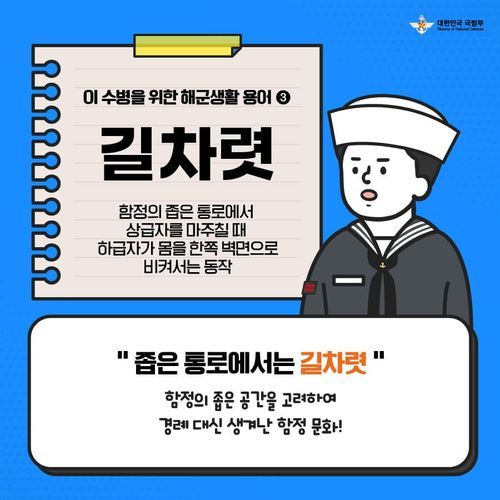 대한민국 국방부
Ministry of National Defense
이 수병을 위한 해군생활 용어 ❸
길차렷
함정의 좁은 통로에서
상급자를 마주칠 때
하급자가 몸을 한쪽 벽면으로
비켜서는 동작
" 좁은 통로에서는 길차렷 "
함정의 좁은 공간을 고려하여
경례 대신 생겨난 함정 문화!